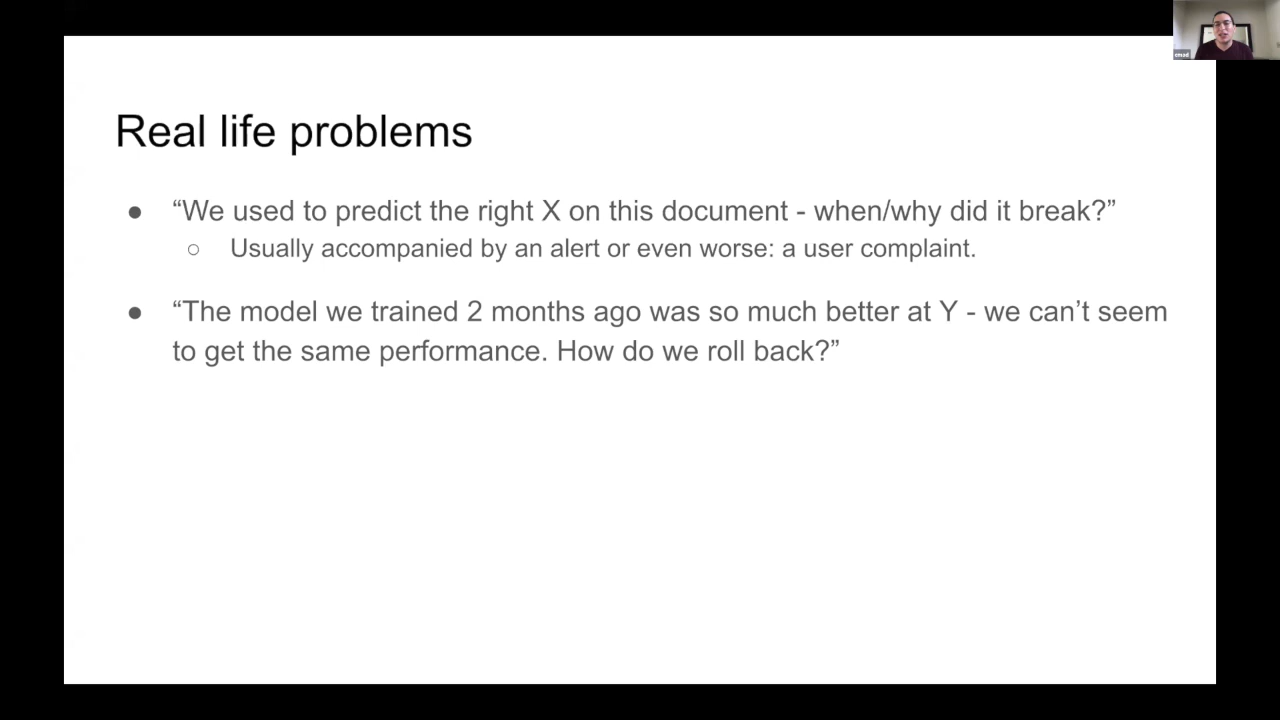 Real life problems
● “We used to predict the right X on this document - when/why did it break?”
○ Usually accompanied by an alert or even worse: a user complaint.
● “The model we trained 2 months ago was so much better at Y - we can’t seem
to get the same performance. How do we roll back?”
emad